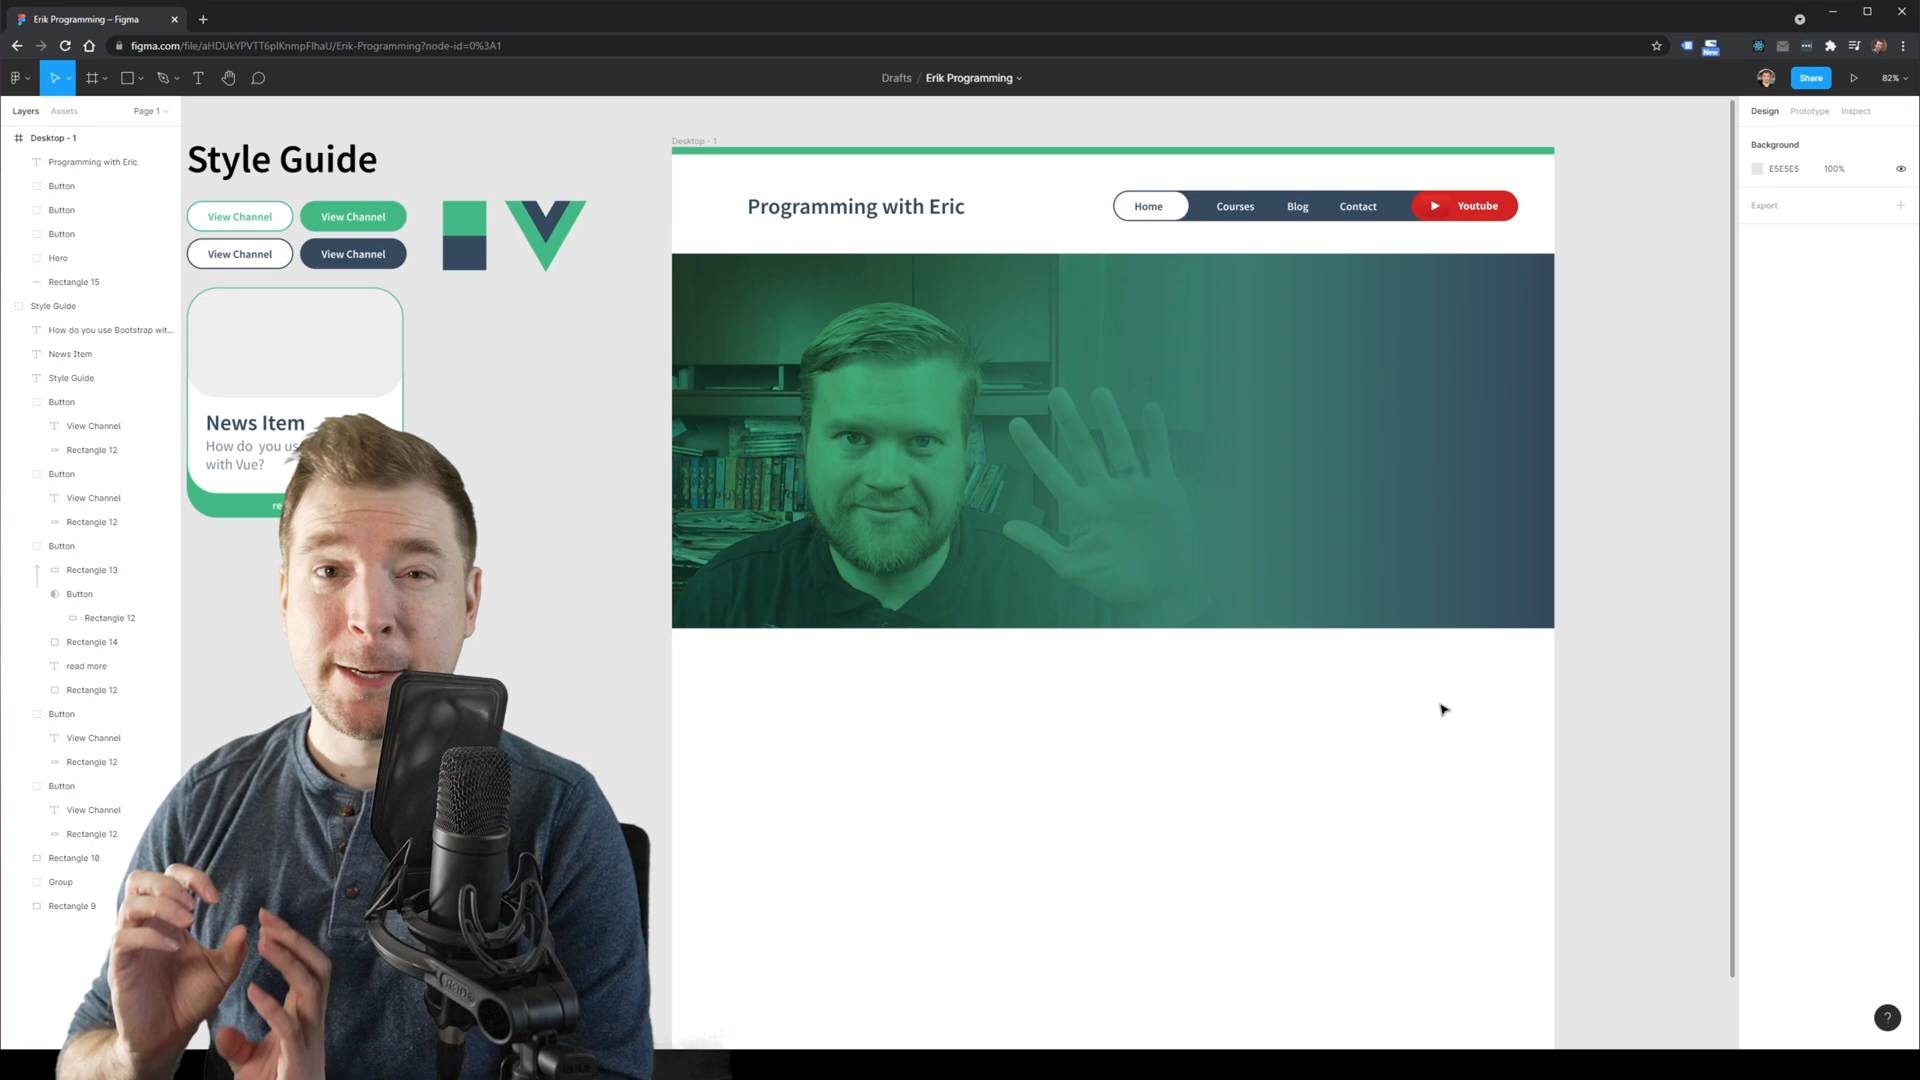 Erik Programming – Figma
figma.com/file/aHDUkYPVTT6pIKnmpFIhaU/Erik-Programming?node-id=0%3A1
New
Drafts / Erik Programming
Share
82%
Layers
Assets
Page 1
Desktop - 1
Programming with Eric
Button
Button
Button
Hero
Rectangle 15
Style Guide
How do you use Bootstrap wit...
News Item
Style Guide
Button
View Channel
Rectangle 12
Button
View Channel
Rectangle 12
Button
Rectangle 13
Button
Rectangle 12
Rectangle 14
read more
Rectangle 12
Button
View Channel
Rectangle 12
Button
View Channel
Rectangle 12
Rectangle 10
Group
Rectangle 9
Style Guide
View Channel
View Channel
View Channel
View Channel
News Item
How do you us
with Vue?
re
Desktop - 1
Programming with Eric
Home
Courses
Blog
Contact
Youtube
Design
Prototype
Inspect
Background
E5E5E5
100%
Export
?
RØDE